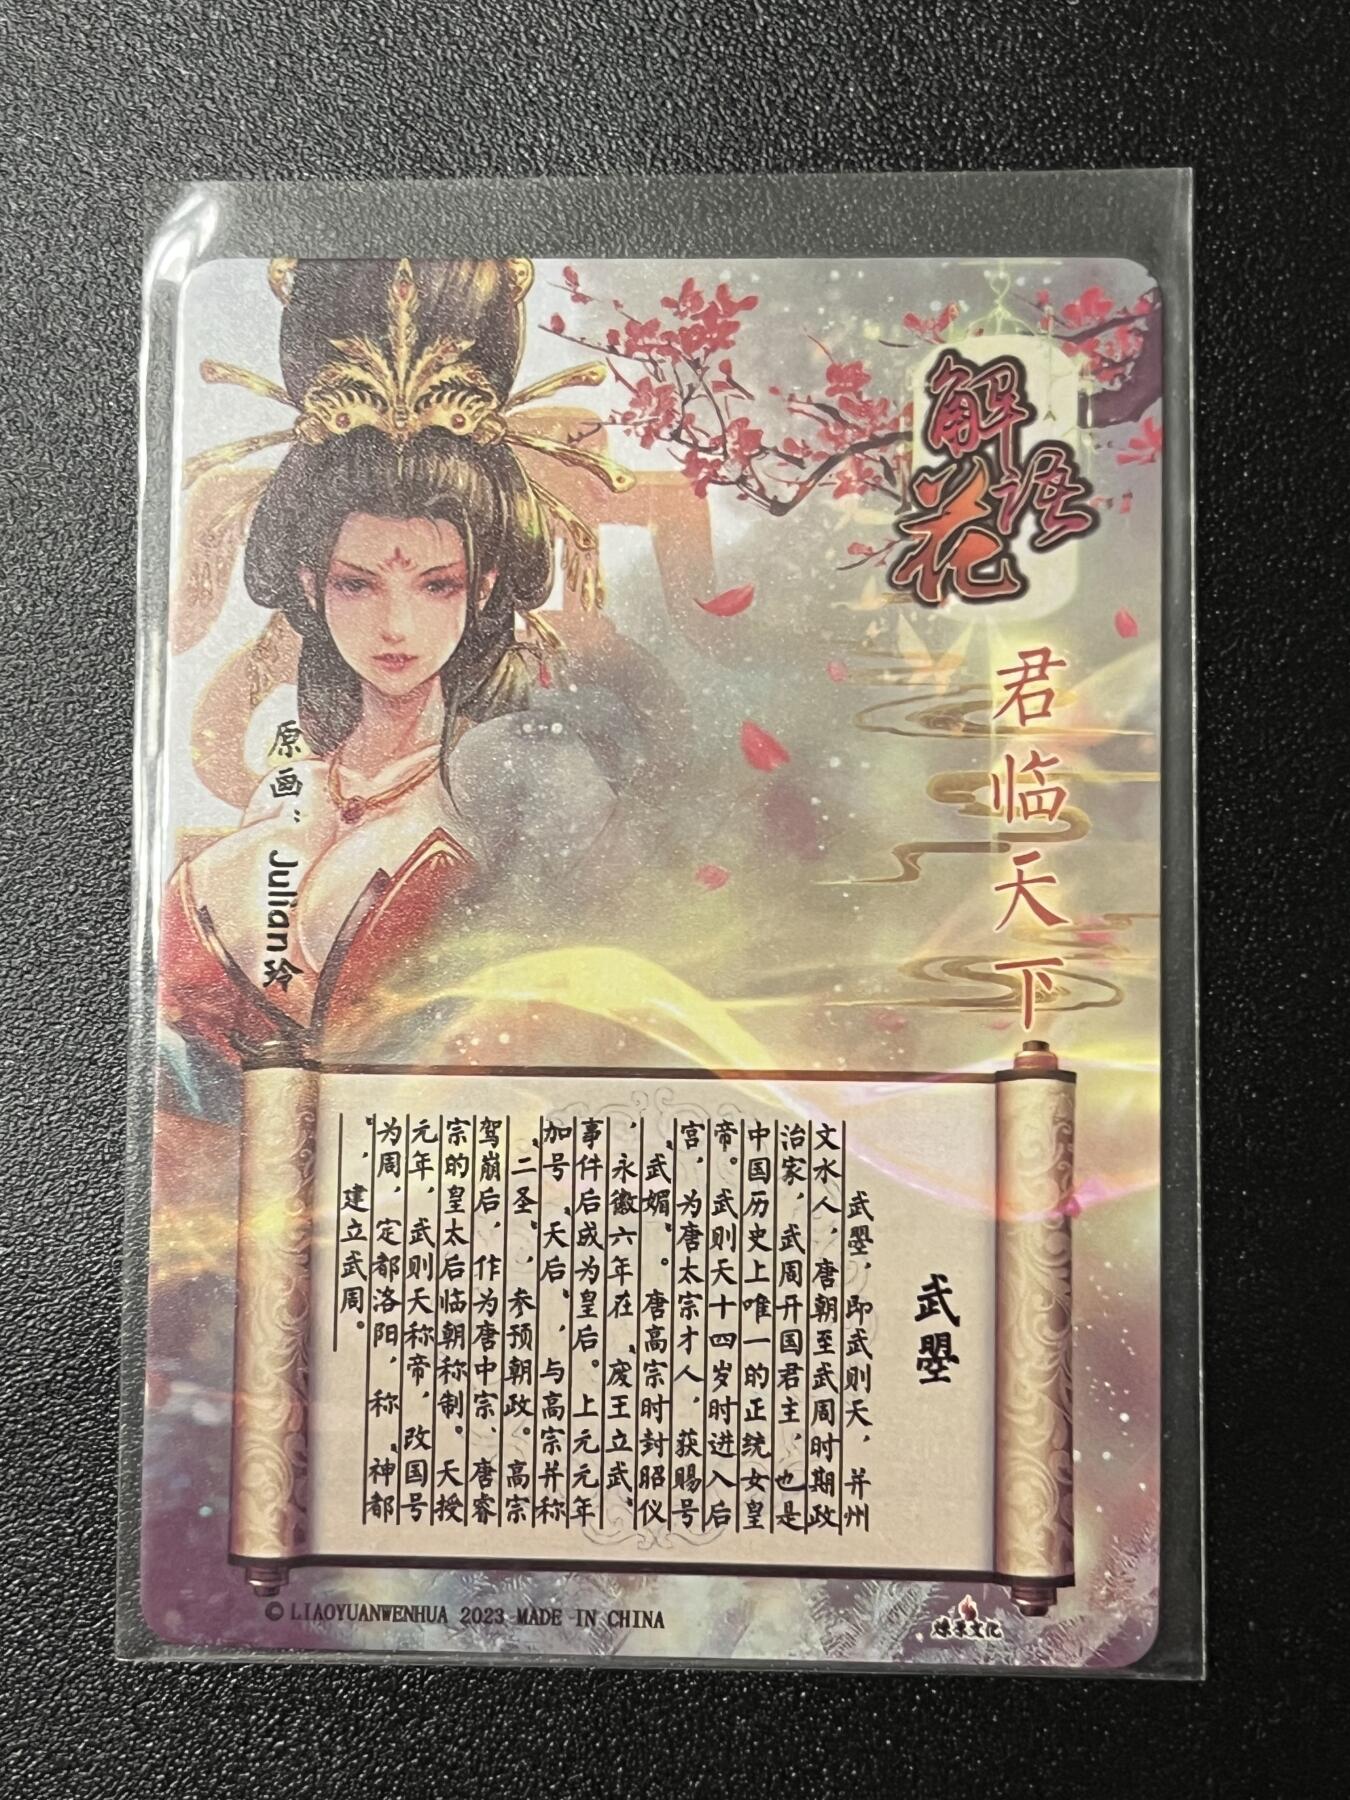 解语花
君临天下
原画：Julian玲
武曌
武曌，即武则天，并州
文水人，唐朝至武周时期政
治家，武周开国君主，也是
中国历史上唯一的正统女皇
帝。武则天十四岁时进入后
宫，为唐太宗才人，获赐号
“武媚”。唐高宗时封昭仪
，永徽六年在“废王立武”
事件后成为皇后。上元元年
加号“天后”，与高宗并称
“二圣”，参预朝政。高宗
驾崩后，作为唐中宗、唐睿
宗的皇太后临朝称制。天授
元年，武则天称帝，改国号
为周，定都洛阳，称“神都
”，建立武周。
© LIAOYUANWENHUA 2023 MADE IN CHINA
燎原文化